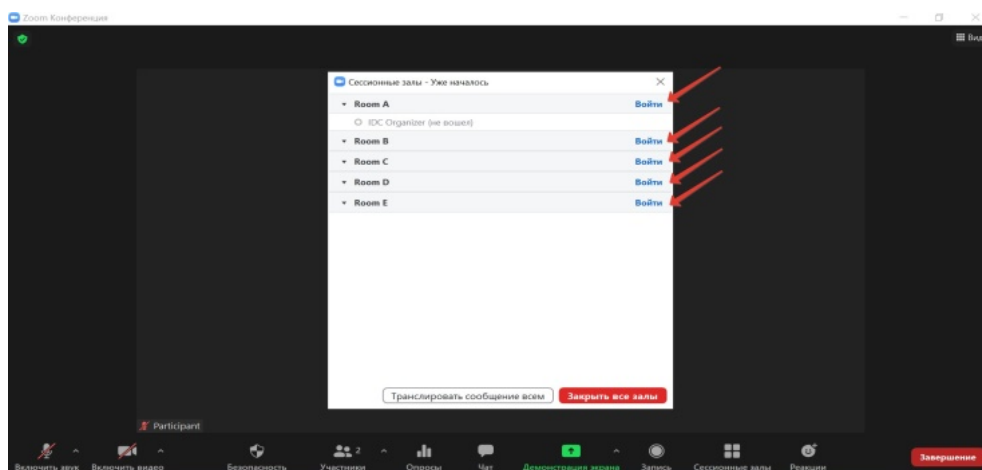 Zoom Конференция
Вид
Сессионные залы - Уже началось
Room A Войти
IDC Organizer (не вошел)
Room B Войти
Room C Войти
Room D Войти
Room E Войти
Транслировать сообщение всем Закрыть все залы
Participant
2
Включить звук Включить видео Безопасность Участники Опросы Чат Демонстрация экрана Запись Сессионные залы Реакции Завершение